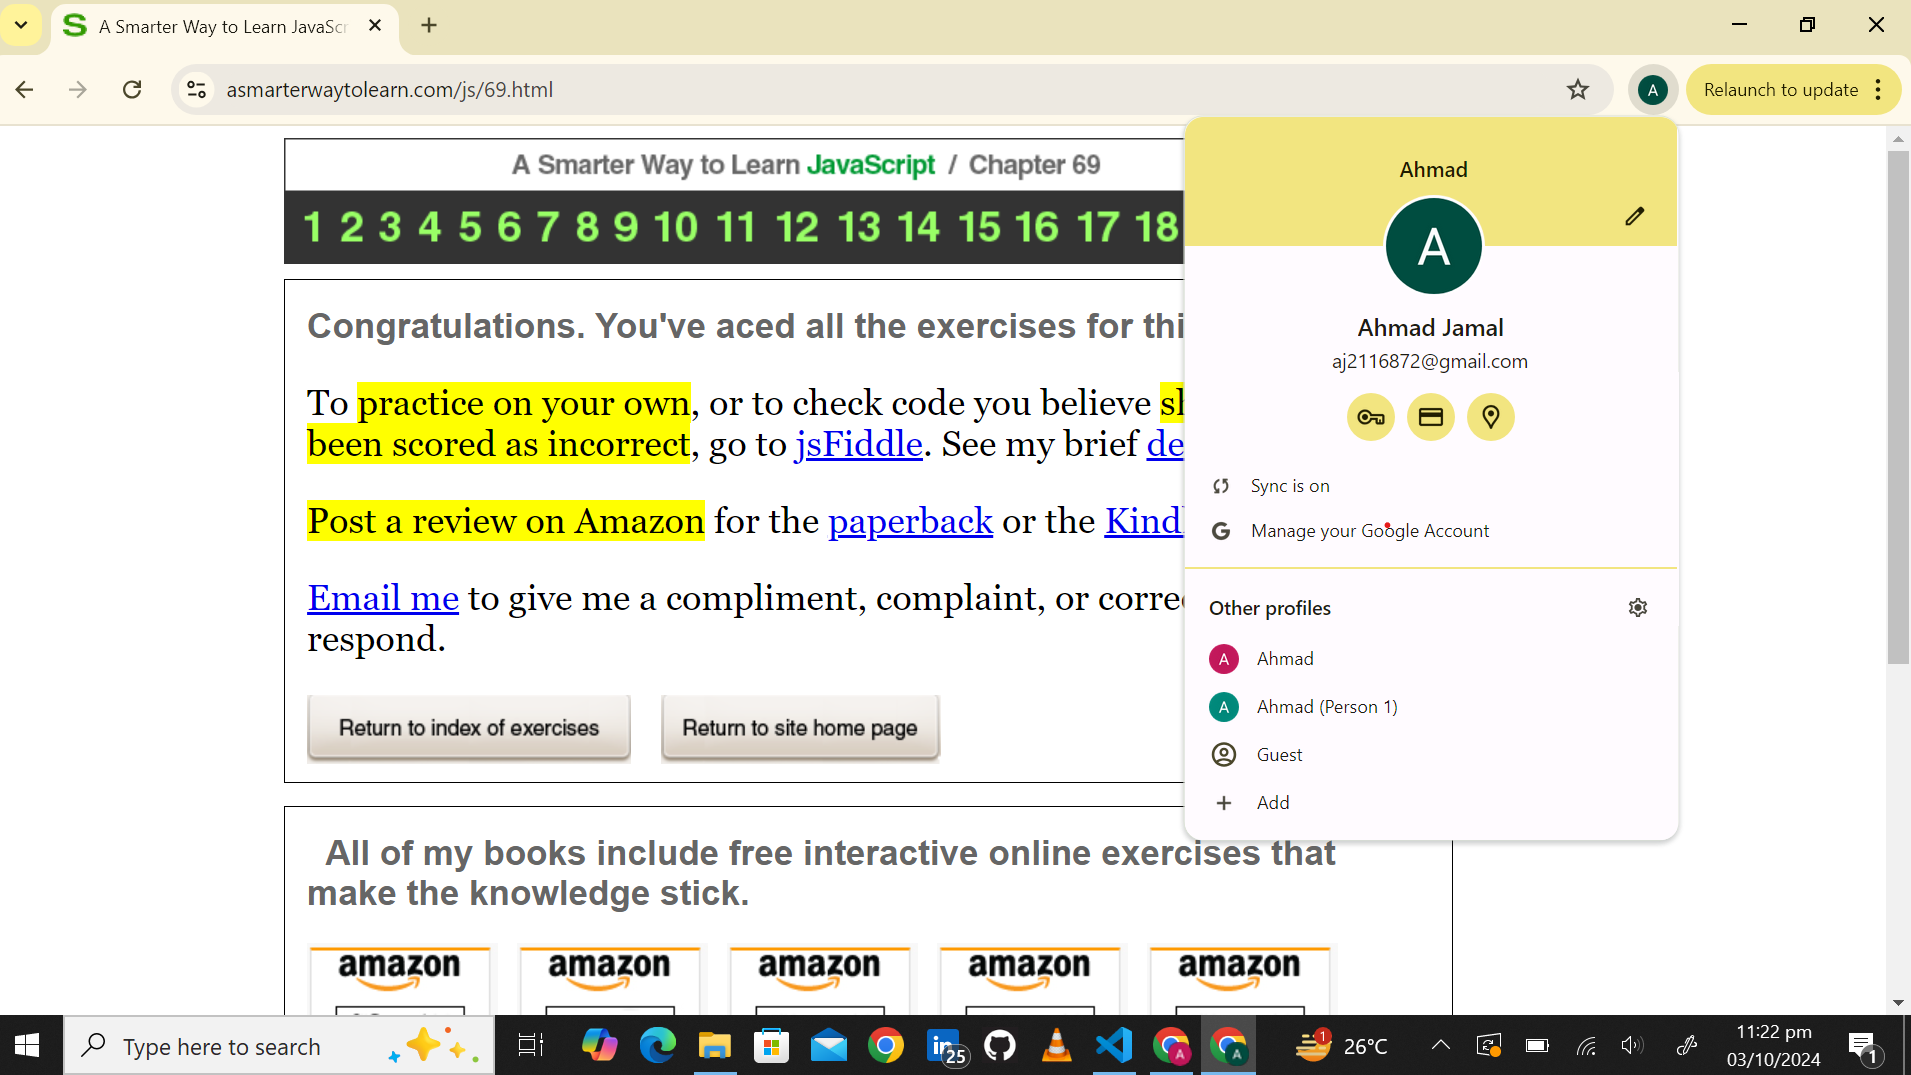 A Smarter Way to Learn JavaScr
asmarterwaytolearn.com/js/69.html
A
Relaunch to update
A Smarter Way to Learn JavaScript / Chapter 69
1 2 3 4 5 6 7 8 9 10 11 12 13 14 15 16 17 18
Congratulations. You've aced all the exercises for thi
To practice on your own, or to check code you believe
been scored as incorrect, go to jsFiddle. See my brief de
Post a review on Amazon for the paperback or the Kind
Email me to give me a compliment, complaint, or corre
respond.
Return to index of exercises
Return to site home page
Ahmad
A
Ahmad Jamal
aj2116872@gmail.com
Sync is on
G Manage your Google Account
Other profiles
A Ahmad
A Ahmad (Person 1)
Guest
+ Add
All of my books include free interactive online exercises that
make the knowledge stick.
amazon amazon amazon amazon amazon
Type here to search
25
A
A
1
26°C
11:22 pm
03/10/2024
1